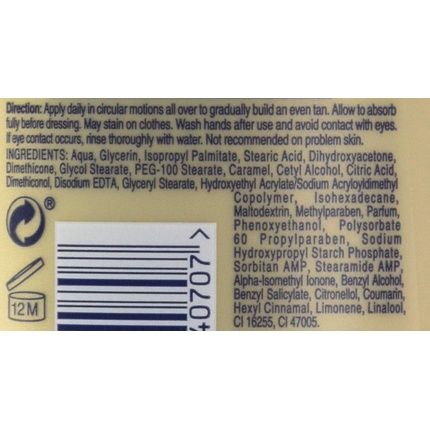 Direction: Apply daily in circular motions all over to gradually build an even tan. Allow to absorb
fully before dressing. May stain on clothes. Wash hands after use and avoid contact with eyes.
If eye contact occurs, rinse thoroughly with water. Not recommended on problem skin.
INGREDIENTS: Aqua, Glycerin, Isopropyl Palmitate, Stearic Acid, Dihydroxyacetone,
Dimethicone, Glycol Stearate, PEG-100 Stearate, Caramel, Cetyl Alcohol, Citric Acid,
Dimethiconol, Disodium EDTA, Glyceryl Stearate, Hydroxyethyl Acrylate/Sodium Acryloyldimethyl
Copolymer, Isohexadecane,
Maltodextrin, Methylparaben, Parfum,
Phenoxyethanol, Polysorbate
60 Propylparaben, Sodium
Hydroxypropyl Starch Phosphate,
Sorbitan AMP, Stearamide AMP,
Alpha-Isomethyl Ionone, Benzyl Alcohol,
Benzyl Salicylate, Citronellol, Coumarin,
Hexyl Cinnamal, Limonene, Linalool,
CI 16255, CI 47005.
®
12M
40707>